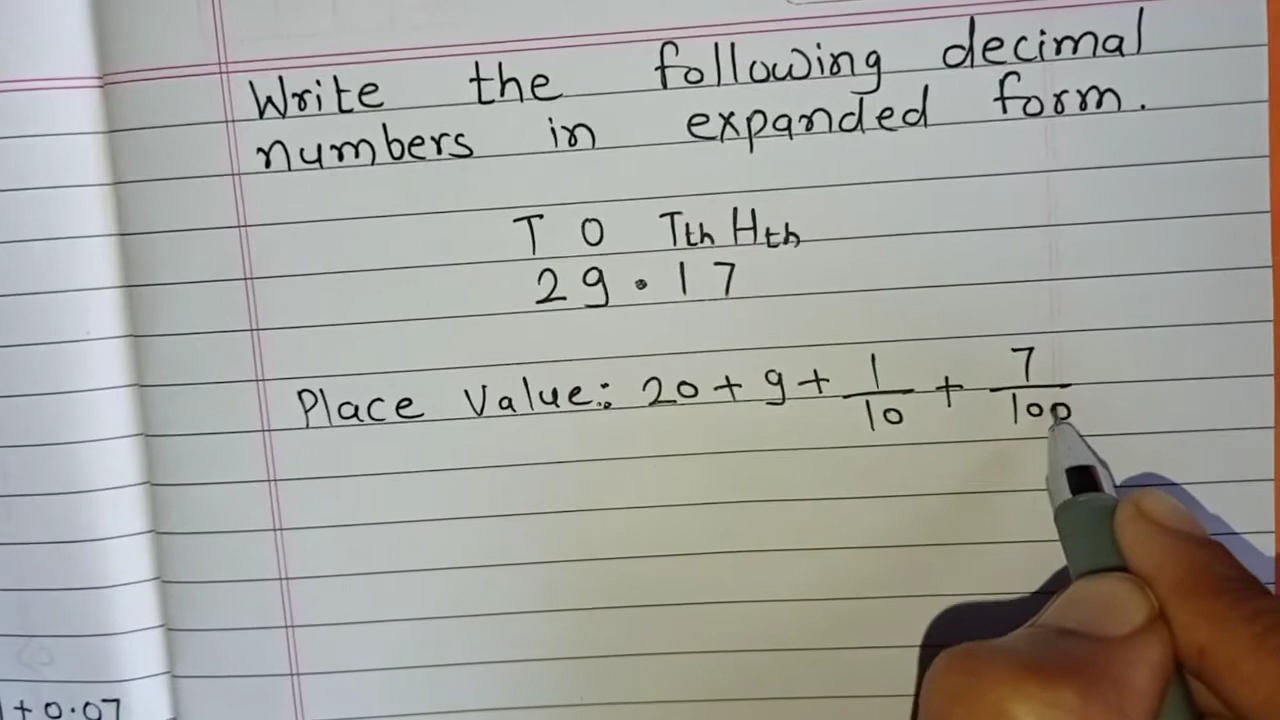 Write the following decimal
numbers in expanded form.
T O Tth Hth
29.17
Place Value: 20 + 9 + 1/10 + 7/100
+ 0.07